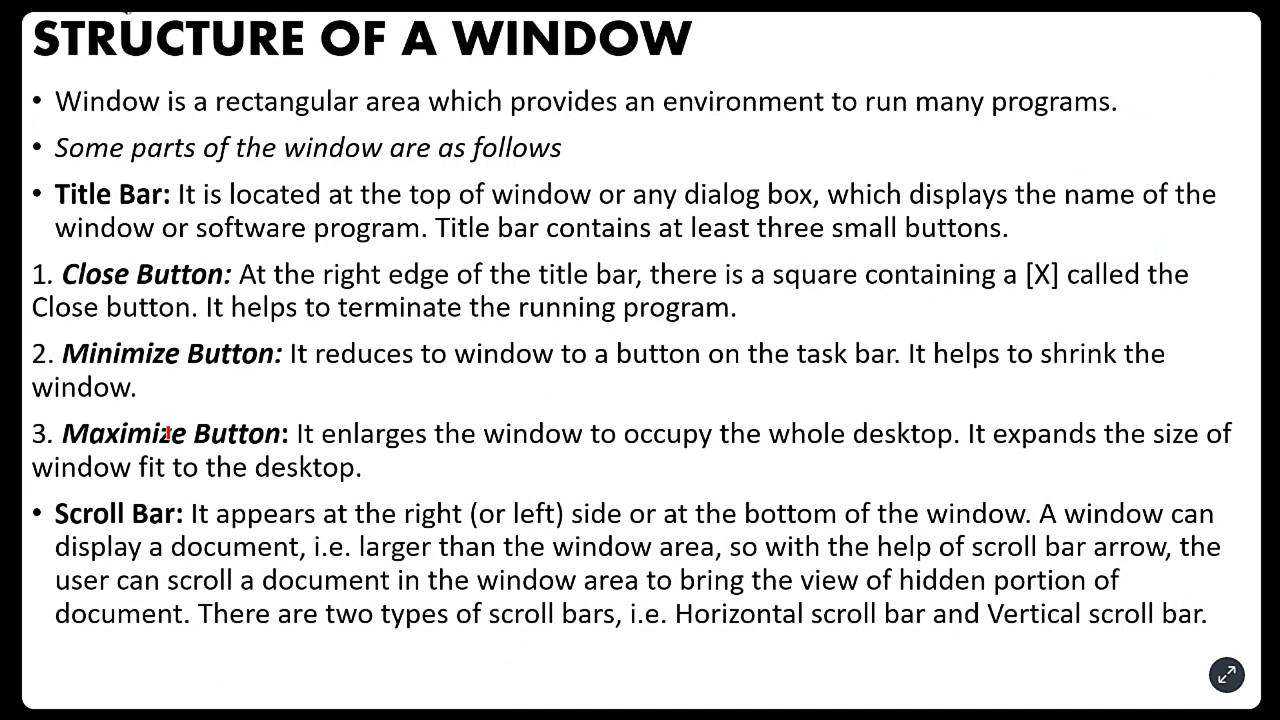 STRUCTURE OF A WINDOW
• Window is a rectangular area which provides an environment to run many programs.
• Some parts of the window are as follows
• Title Bar: It is located at the top of window or any dialog box, which displays the name of the
window or software program. Title bar contains at least three small buttons.
1. Close Button: At the right edge of the title bar, there is a square containing a [X] called the
Close button. It helps to terminate the running program.
2. Minimize Button: It reduces to window to a button on the task bar. It helps to shrink the
window.
3. Maximize Button: It enlarges the window to occupy the whole desktop. It expands the size of
window fit to the desktop.
• Scroll Bar: It appears at the right (or left) side or at the bottom of the window. A window can
display a document, i.e. larger than the window area, so with the help of scroll bar arrow, the
user can scroll a document in the window area to bring the view of hidden portion of
document. There are two types of scroll bars, i.e. Horizontal scroll bar and Vertical scroll bar.